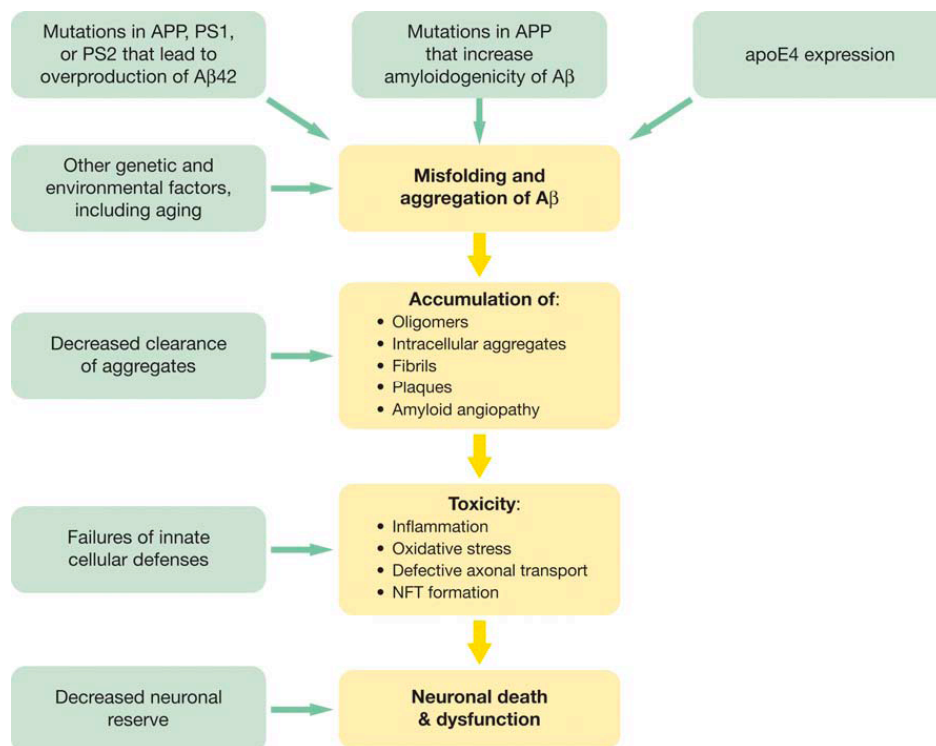 Mutations in APP, PS1,
or PS2 that lead to
overproduction of Aβ42
Mutations in APP
that increase
amyloidogenicity of Aβ
apoE4 expression
Other genetic and
environmental factors,
including aging
Misfolding and
aggregation of Aβ
Decreased clearance
of aggregates
Accumulation of:
• Oligomers
• Intracellular aggregates
• Fibrils
• Plaques
• Amyloid angiopathy
Failures of innate
cellular defenses
Toxicity:
• Inflammation
• Oxidative stress
• Defective axonal transport
• NFT formation
Decreased neuronal
reserve
Neuronal death
& dysfunction